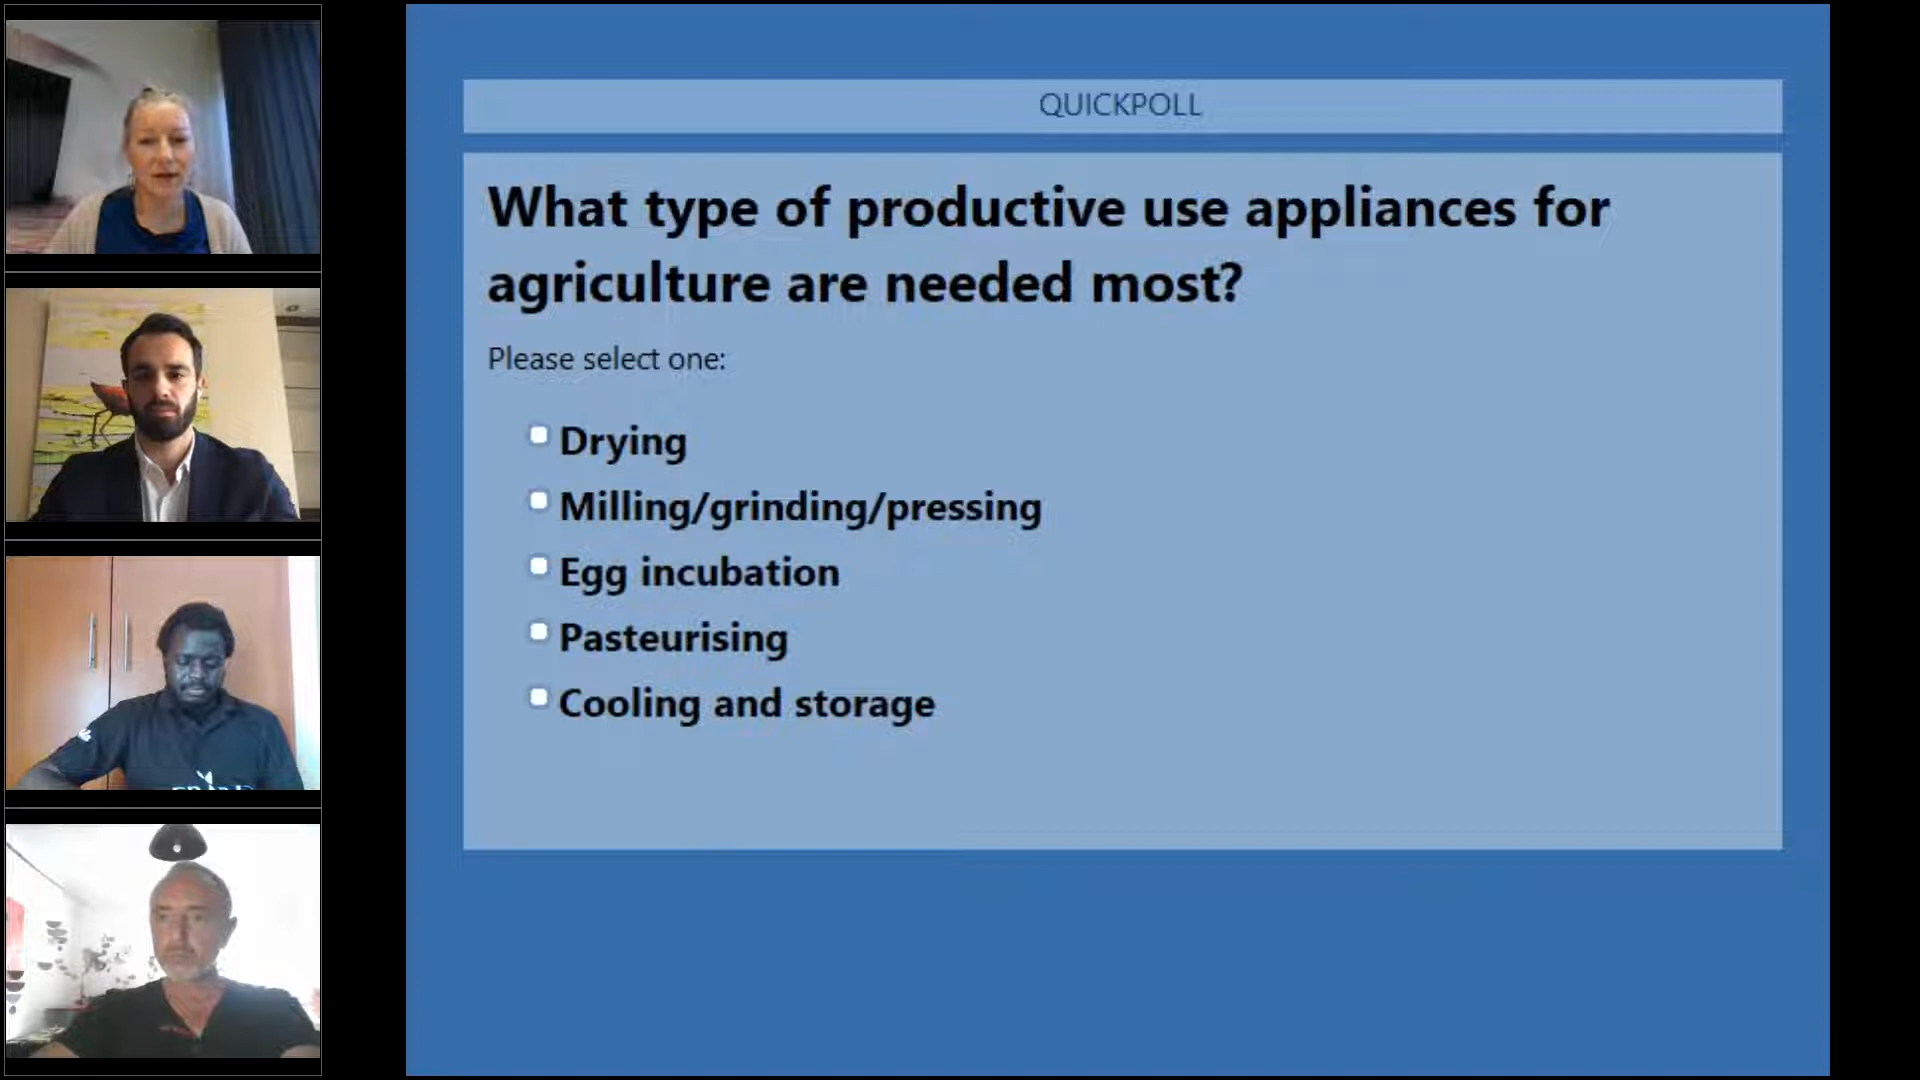 QUICKPOLL
What type of productive use appliances for
agriculture are needed most?
Please select one:
Drying
Milling/grinding/pressing
Egg incubation
Pasteurising
Cooling and storage